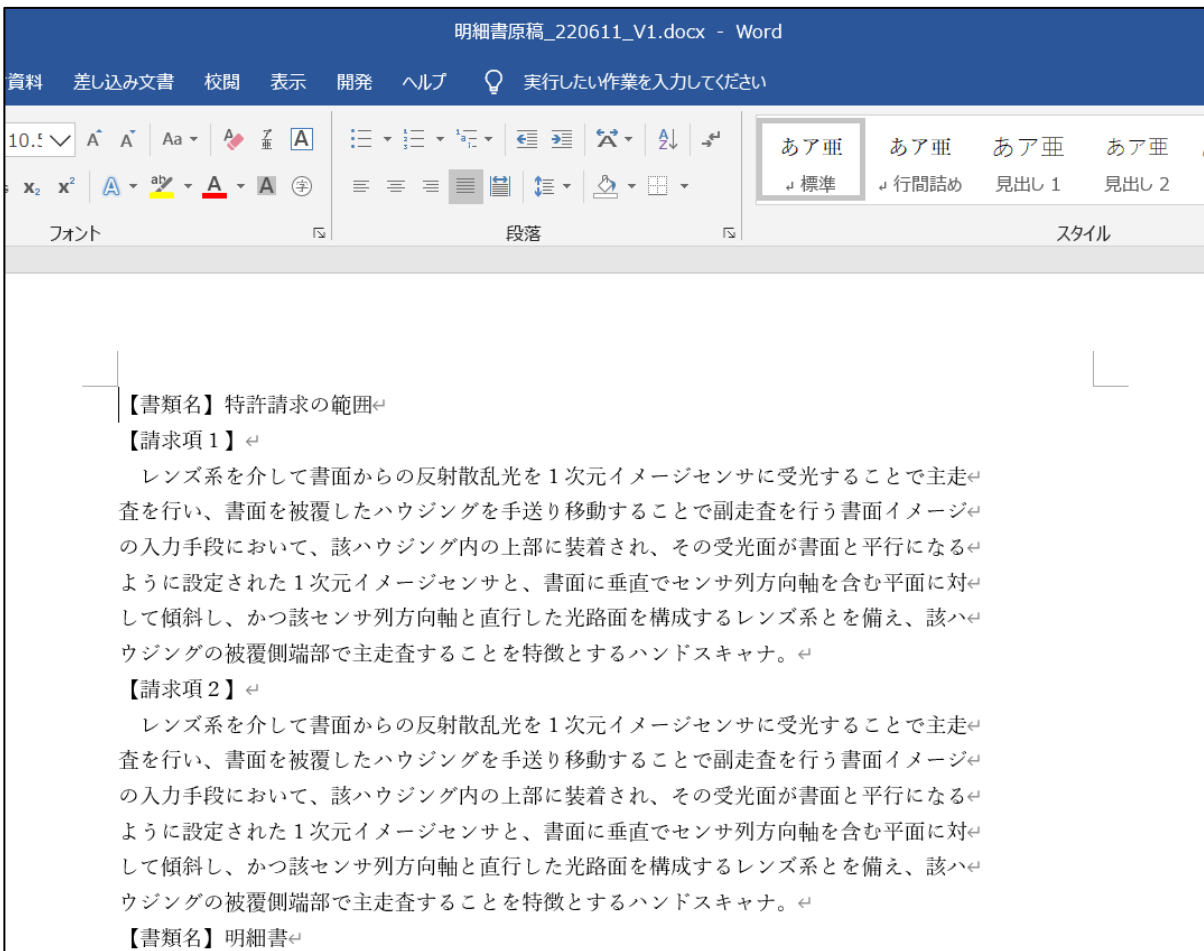 明細書原稿_220611_V1.docx - Word
資料 差し込み文書 校閲 表示 開発 ヘルプ 実行したい作業を入力してください
10.5 Aa
あア亜 あア亜 あア亜 あア亜
標準 行間詰め 見出し 1 見出し 2
フォント 段落 スタイル
【書類名】特許請求の範囲
【請求項１】
レンズ系を介して書面からの反射散乱光を１次元イメージセンサに受光することで主走
査を行い、書面を被覆したハウジングを手送り移動することで副走査を行う書面イメージ
の入力手段において、該ハウジング内の上部に装着され、その受光面が書面と平行になる
ように設定された１次元イメージセンサと、書面に垂直でセンサ列方向軸を含む平面に対
して傾斜し、かつ該センサ列方向軸と直行した光路面を構成するレンズ系とを備え、該ハ
ウジングの被覆側端部で主走査することを特徴とするハンドスキャナ。
【請求項２】
レンズ系を介して書面からの反射散乱光を１次元イメージセンサに受光することで主走
査を行い、書面を被覆したハウジングを手送り移動することで副走査を行う書面イメージ
の入力手段において、該ハウジング内の上部に装着され、その受光面が書面と平行になる
ように設定された１次元イメージセンサと、書面に垂直でセンサ列方向軸を含む平面に対
して傾斜し、かつ該センサ列方向軸と直行した光路面を構成するレンズ系とを備え、該ハ
ウジングの被覆側端部で主走査することを特徴とするハンドスキャナ。
【書類名】明細書